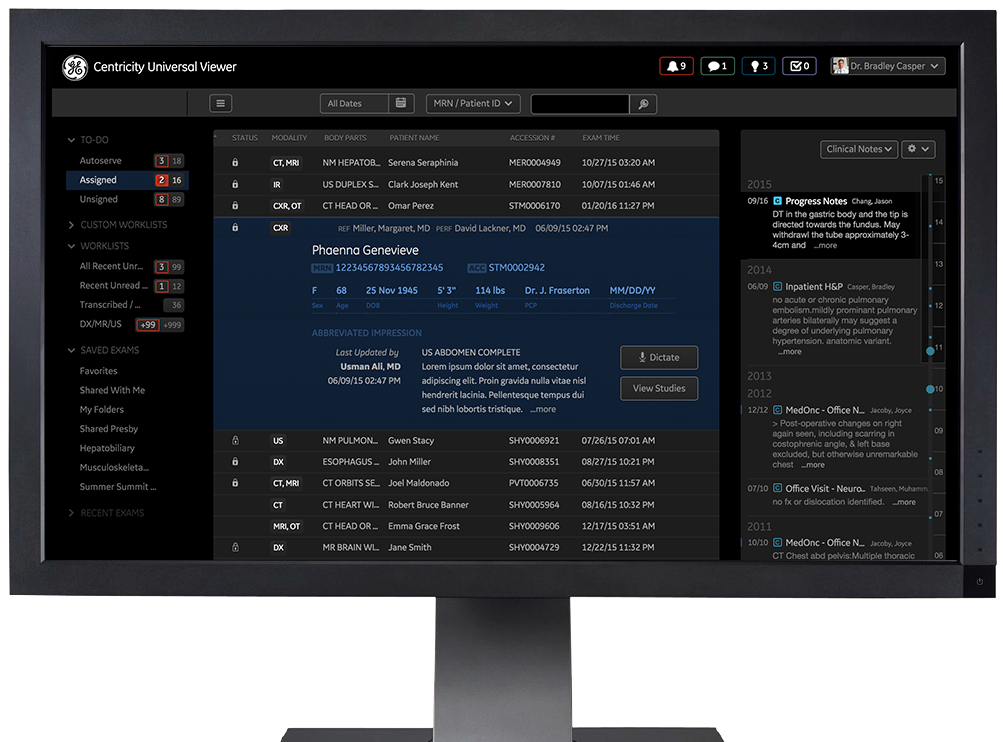 GE
Centricity Universal Viewer
9 1 3 0 Dr. Bradley Casper
All Dates MRN / Patient ID
Clinical Notes
TO-DO
Autoserve 3 18
Assigned 2 16
Unsigned 8 89
CUSTOM WORKLISTS
WORKLISTS
All Recent Unr... 3 99
Recent Unread ... 1 12
Transcribed / ... 36
DX/MR/US +99 +999
SAVED EXAMS
Favorites
Shared With Me
My Folders
Shared Presby
Hepatobiliary
Musculoskeleta...
Summer Summit ...
RECENT EXAMS
STATUS MODALITY BODY PARTS PATIENT NAME ACCESSION # EXAM TIME
CT, MRI NM HEPATOB... Serena Seraphinia MER0004949 10/27/15 03:20 AM
IR US DUPLEX S... Clark Joseph Kent MER0007810 10/07/15 01:46 AM
CXR, OT CT HEAD OR ... Omar Perez STM0006170 01/20/16 11:27 PM
CXR REF Miller, Margaret, MD PERF David Lackner, MD 06/09/15 02:47 PM
Phaenna Genevieve
MRN 12234567893456782345 ACC STM0002942
F 68 25 Nov 1945 5' 3" 114 lbs Dr. J. Fraserton MM/DD/YY
Sex Age DOB Height Weight PCP Discharge Date
ABBREVIATED IMPRESSION
Last Updated by
Usman Ali, MD
06/09/15 02:47 PM
US ABDOMEN COMPLETE
Lorem ipsum dolor sit amet, consectetur
adipiscing elit. Proin gravida nulla vitae nisl
hendrerit lacinia. Pellentesque tempus dui
sed nibh lobortis tristique. ...more
Dictate
View Studies
US NM PULMON... Gwen Stacy SHY0006921 07/26/15 07:01 AM
DX ESOPHAGUS ... John Miller SHY0008351 08/27/15 10:21 PM
CT, MRI CT ORBITS SE... Joel Maldonado PVT0006735 06/30/15 11:57 AM
CT CT HEART WI... Robert Bruce Banner SHY0005964 08/16/15 10:32 PM
MRI, OT CT HEAD OR ... Emma Grace Frost SHY0009606 12/17/15 03:51 AM
DX MR BRAIN WI... Jane Smith SHY0004729 12/22/15 11:32 PM
2015
09/16 C Progress Notes Chang, Jason
DT in the gastric body and the tip is
directed towards the fundus. May
withdrawl the tube approximately 3-
4cm and ...more
2014
06/09 C Inpatient H&P Casper, Bradley
no acute or chronic pulmonary
embolism.mildly prominant pulmonary
arteries bilaterally may suggest a
degree of underlying pulmonary
hypertension. anatomic variant.
...more
2013
2012
12/12 C MedOnc - Office N... Jacoby, Joyce
> Post-operative changes on right
again seen, including scarring in
costophrenic angle, & left base
excluded, but otherwise unremarkable
chest ...more
07/10 C Office Visit - Neuro... Tahseen, Muhamm
no fx or dislocation identified. ...more
2011
10/10 C MedOnc - Office N... Jacoby, Joyce
CT Chest abd pelvis:Multiple thoracic
15
14
13
12
11
10
09
08
07
06